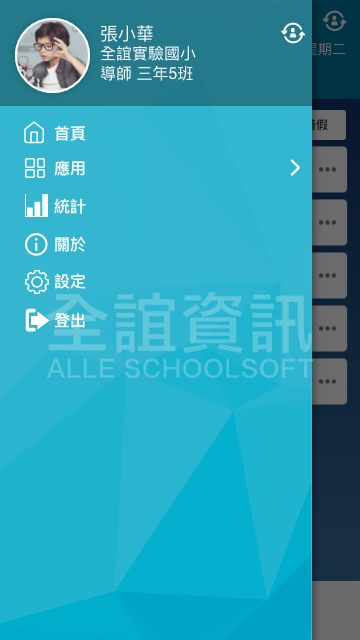 張小華
全誼實驗國小
導師 三年5班
星期二
首頁
請假
應用
統計
關於
設定
登出
全誼資訊
ALLE SCHOOLSOFT